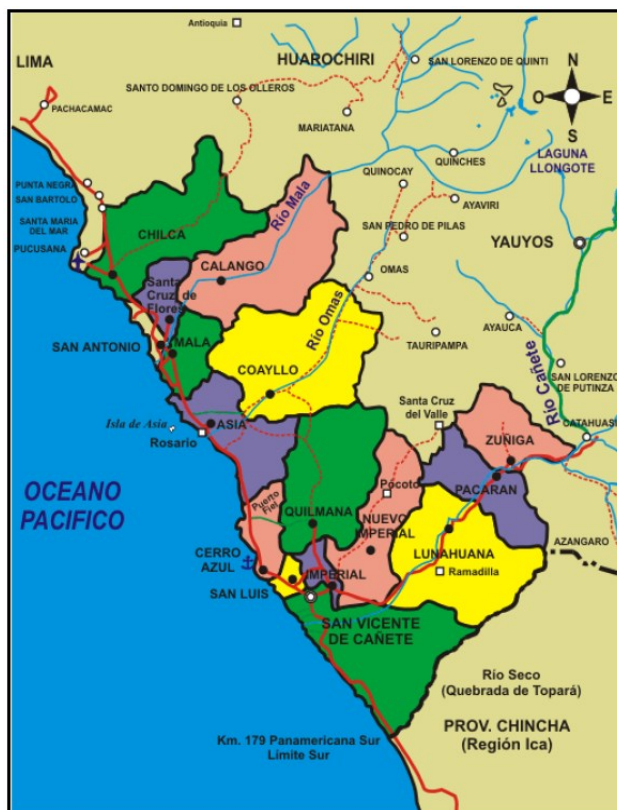 Antioquia
LIMA
HUAROCHIRI
SAN LORENZO DE QUINTI
N
O
E
S
PACHACAMAC
SANTO DOMINGO DE LOS OLLEROS
MARIATANA
QUINCHES
LAGUNA
LLONGOTE
PUNTA NEGRA
SAN BARTOLO
SANTA MARIA
DEL MAR
PUCUSANA
QUINOCAY
AYAVIRI
SAN PEDRO DE PILAS
YAUYOS
CHILCA
Río Mala
CALANGO
OMAS
Santa
Cruz de
Flores
SAN ANTONIO
MALA
Río Omas
COAYLLO
TAURIPAMPA
AYAUCA
Río Cañete
SAN LORENZO
DE PUTINZA
Santa Cruz
del Valle
CATAHUASI
Isla de Asia
ASIA
Rosario
ZUÑIGA
PACARAN
OCEANO
PACIFICO
Puerto
Fiel
QUILMANA
Pocoto
NUEVO
IMPERIAL
LUNAHUANA
AZANGARO
CERRO
AZUL
IMPERIAL
Ramadilla
SAN LUIS
SAN VICENTE
DE CAÑETE
Río Seco
(Quebrada de Topará)
PROV. CHINCHA
(Región Ica)
Km. 179 Panamericana Sur
Límite Sur